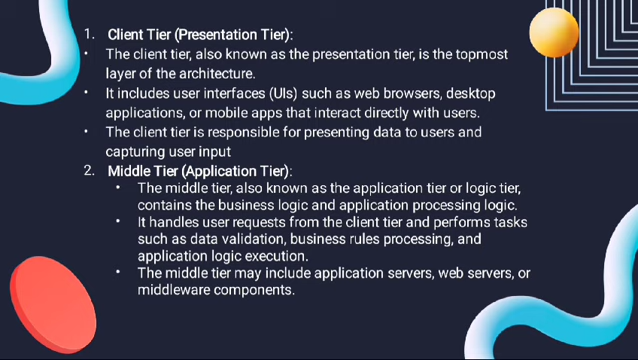 1. Client Tier (Presentation Tier):
• The client tier, also known as the presentation tier, is the topmost
layer of the architecture.
• It includes user interfaces (UIs) such as web browsers, desktop
applications, or mobile apps that interact directly with users.
• The client tier is responsible for presenting data to users and
capturing user input
2. Middle Tier (Application Tier):
• The middle tier, also known as the application tier or logic tier,
contains the business logic and application processing logic.
• It handles user requests from the client tier and performs tasks
such as data validation, business rules processing, and
application logic execution.
• The middle tier may include application servers, web servers, or
middleware components.